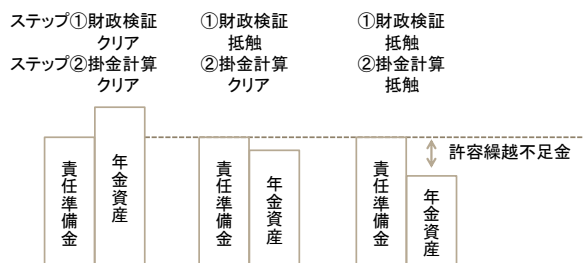 ステップ①財政検証
クリア
ステップ②掛金計算
クリア
①財政検証
抵触
②掛金計算
クリア
①財政検証
抵触
②掛金計算
抵触
責任準備金
年金資産
責任準備金
年金資産
責任準備金
年金資産
許容繰越不足金